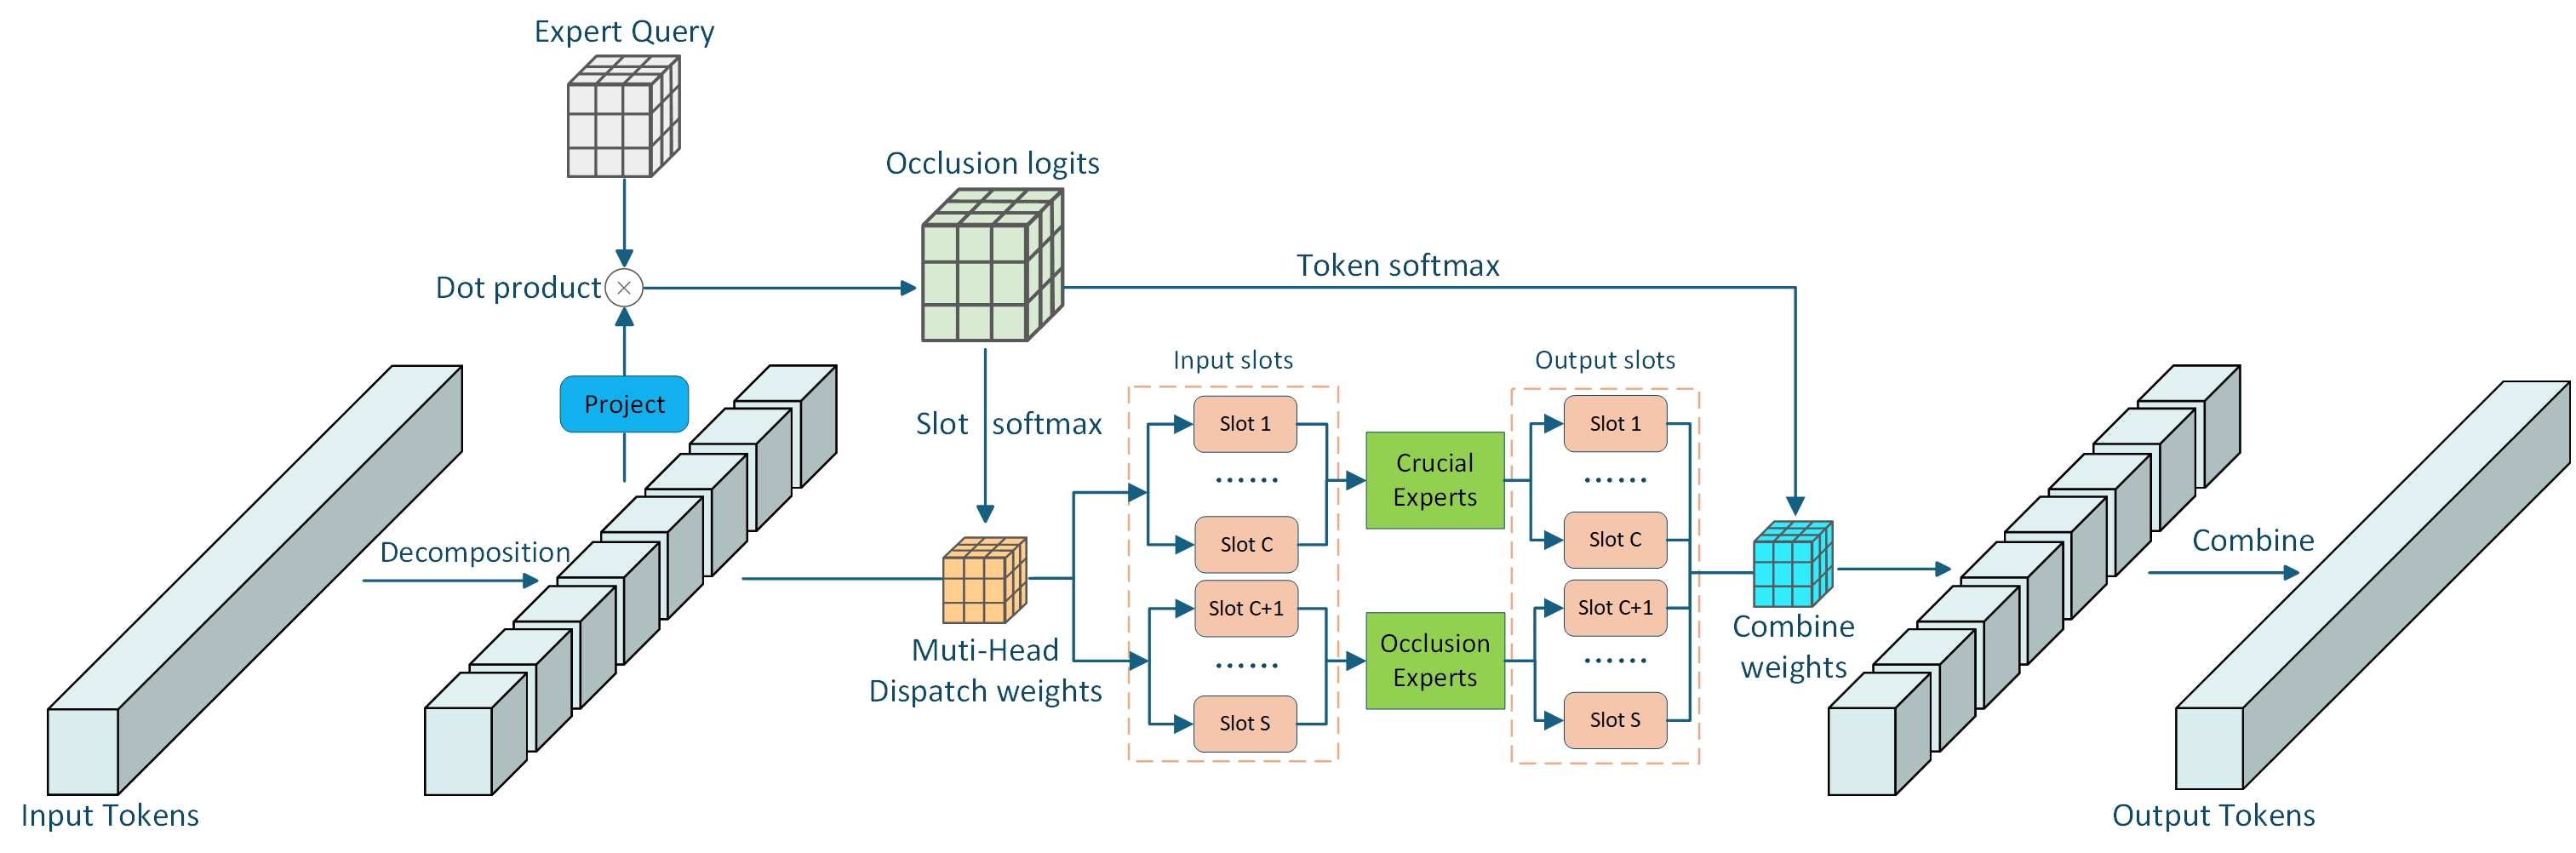 Expert Query
Occlusion logits
Token softmax
Dot product
Project
Input slots
Output slots
Slot softmax
Slot 1
......
Slot C
Slot C+1
......
Slot S
Crucial
Experts
Occlusion
Experts
Slot 1
......
Slot C
Slot C+1
......
Slot S
Decomposition
Combine
Muti-Head
Dispatch weights
Combine
weights
Input Tokens
Output Tokens